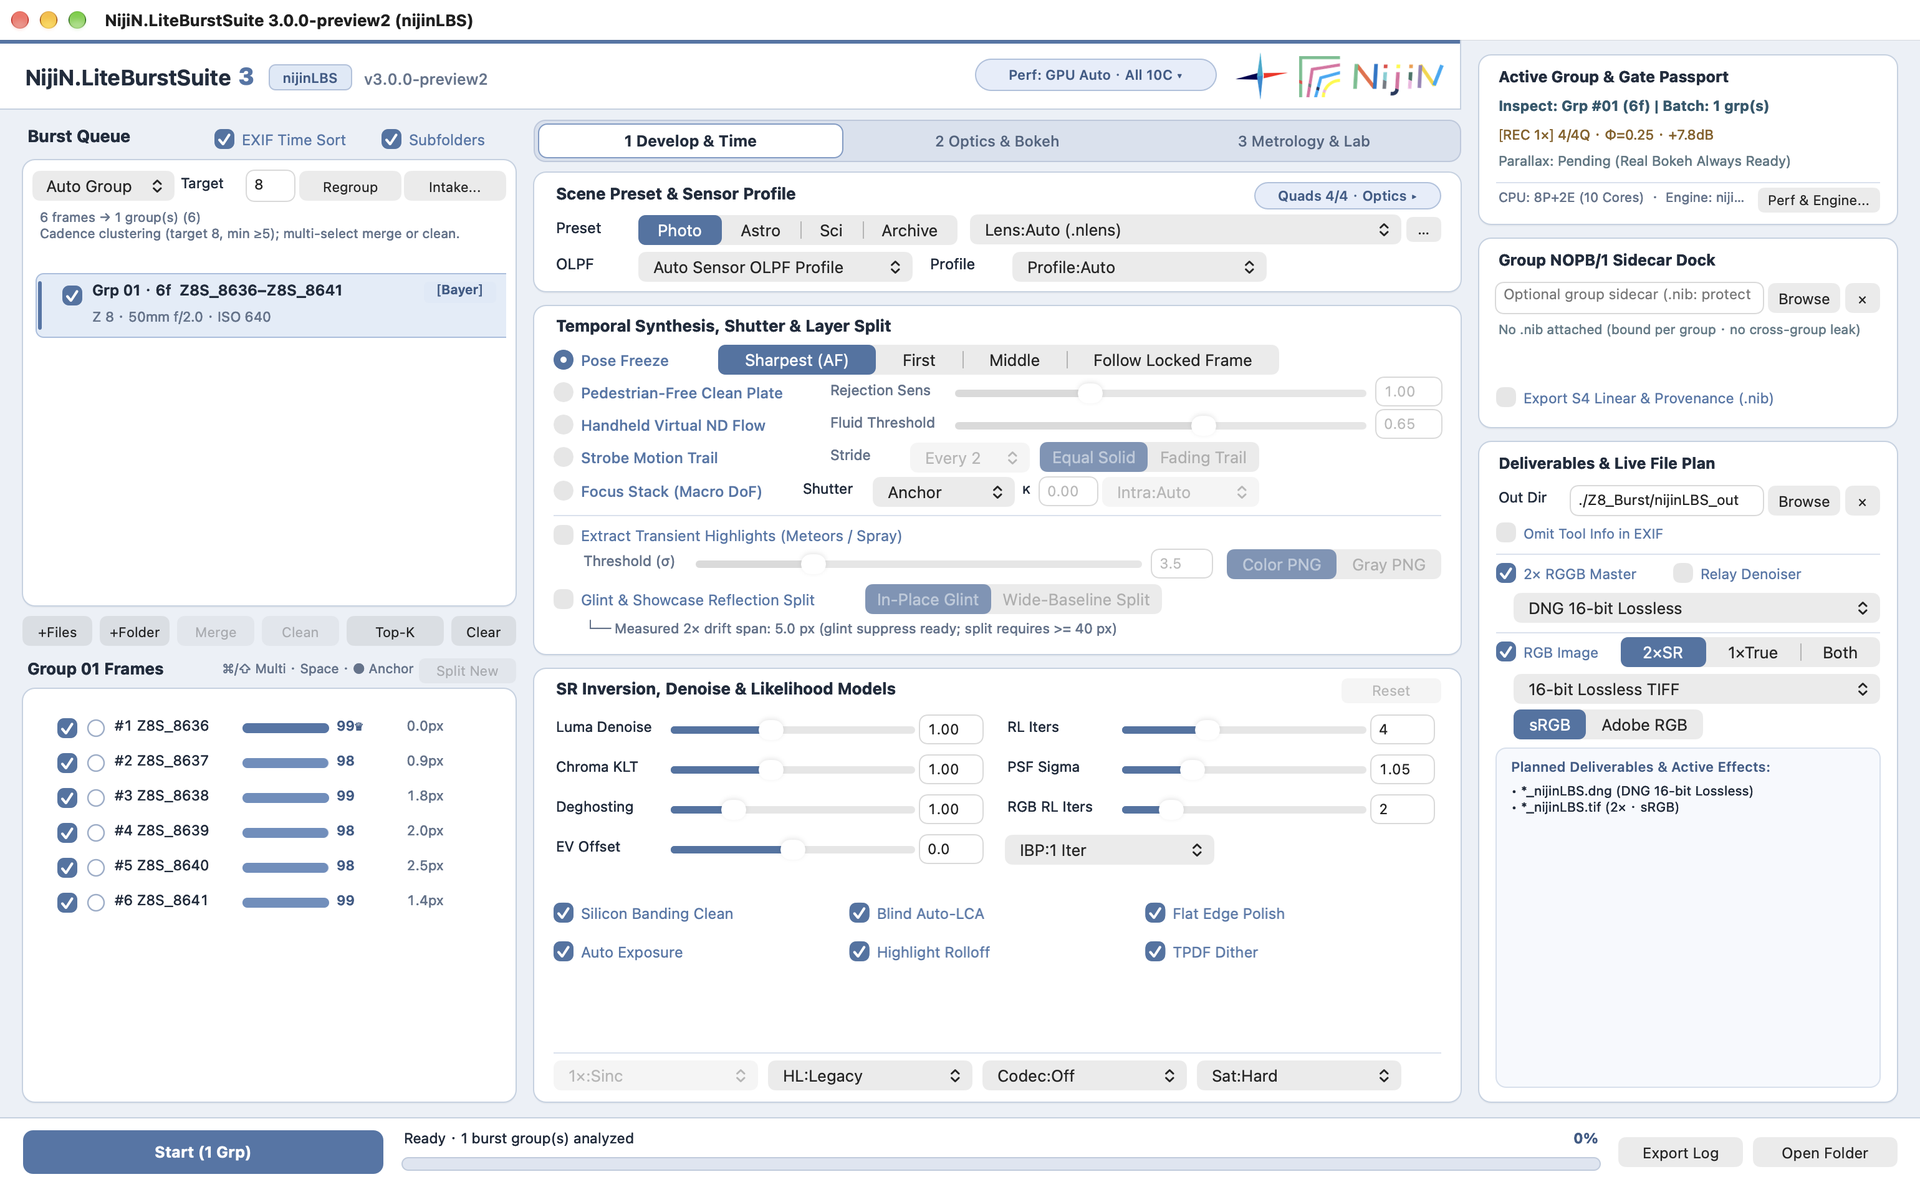 NijiN.LiteBurstSuite 3.0.0-preview2 (nijinLBS)
NijiN.LiteBurstSuite 3 nijinLBS v3.0.0-preview2
Perf: GPU Auto · All 10C ▾
NijiN
Burst Queue
EXIF Time Sort
Subfolders
Auto Group
Target
8
Regroup
Intake...
6 frames → 1 group(s) (6)
Cadence clustering (target 8, min ≥5); multi-select merge or clean.
Grp 01 · 6f Z8S_8636–Z8S_8641
[Bayer]
Z 8 · 50mm f/2.0 · ISO 640
+Files
+Folder
Merge
Clean
Top-K
Clear
Group 01 Frames
⌘/⇧ Multi · Space · ● Anchor
Split New
#1 Z8S_8636 99♛ 0.0px
#2 Z8S_8637 98 0.9px
#3 Z8S_8638 99 1.8px
#4 Z8S_8639 98 2.0px
#5 Z8S_8640 98 2.5px
#6 Z8S_8641 99 1.4px
1 Develop & Time
2 Optics & Bokeh
3 Metrology & Lab
Scene Preset & Sensor Profile
Quads 4/4 · Optics ▸
Preset
Photo
Astro
Sci
Archive
Lens:Auto (.nlens)
...
OLPF
Auto Sensor OLPF Profile
Profile
Profile:Auto
Temporal Synthesis, Shutter & Layer Split
Pose Freeze
Sharpest (AF)
First
Middle
Follow Locked Frame
Pedestrian-Free Clean Plate
Rejection Sens
1.00
Handheld Virtual ND Flow
Fluid Threshold
0.65
Strobe Motion Trail
Stride
Every 2
Equal Solid
Fading Trail
Focus Stack (Macro DoF)
Shutter
Anchor
κ
0.00
Intra:Auto
Extract Transient Highlights (Meteors / Spray)
Threshold (σ)
3.5
Color PNG
Gray PNG
Glint & Showcase Reflection Split
In-Place Glint
Wide-Baseline Split
└─ Measured 2× drift span: 5.0 px (glint suppress ready; split requires >= 40 px)
SR Inversion, Denoise & Likelihood Models
Reset
Luma Denoise
1.00
RL Iters
4
Chroma KLT
1.00
PSF Sigma
1.05
Deghosting
1.00
RGB RL Iters
2
EV Offset
0.0
IBP:1 Iter
Silicon Banding Clean
Blind Auto-LCA
Flat Edge Polish
Auto Exposure
Highlight Rolloff
TPDF Dither
1×:Sinc
HL:Legacy
Codec:Off
Sat:Hard
Active Group & Gate Passport
Inspect: Grp #01 (6f) | Batch: 1 grp(s)
[REC 1×] 4/4Q · Φ=0.25 · +7.8dB
Parallax: Pending (Real Bokeh Always Ready)
CPU: 8P+2E (10 Cores) · Engine: niji...
Perf & Engine...
Group NOPB/1 Sidecar Dock
Optional group sidecar (.nib: protect
Browse
×
No .nib attached (bound per group · no cross-group leak)
Export S4 Linear & Provenance (.nib)
Deliverables & Live File Plan
Out Dir
./Z8_Burst/nijinLBS_out
Browse
×
Omit Tool Info in EXIF
2× RGGB Master
Relay Denoiser
DNG 16-bit Lossless
RGB Image
2×SR
1×True
Both
16-bit Lossless TIFF
sRGB
Adobe RGB
Planned Deliverables & Active Effects:
• *_nijinLBS.dng (DNG 16-bit Lossless)
• *_nijinLBS.tif (2× · sRGB)
Start (1 Grp)
Ready · 1 burst group(s) analyzed
0%
Export Log
Open Folder